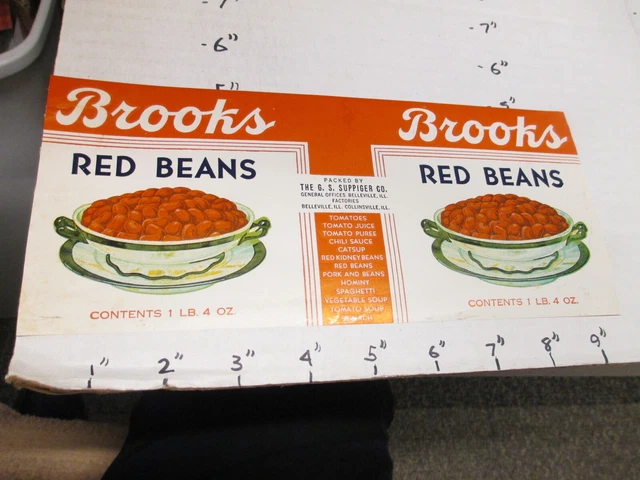 -7"
-7"
-6"
-6"
5"
5"
Brooks
RED BEANS
CONTENTS 1 LB. 4 OZ.
PACKED BY
THE G. S. SUPPIGER CO.
GENERAL OFFICES BELLEVILLE, ILL.
FACTORIES
BELLEVILLE, ILL. COLLINSVILLE, ILL.
TOMATOES
TOMATO JUICE
TOMATO PUREE
CHILI SAUCE
CATSUP
RED KIDNEY BEANS
RED BEANS
PORK AND BEANS
HOMINY
SPAGHETTI
VEGETABLE SOUP
TOMATO SOUP
Brooks
RED BEANS
CONTENTS 1 LB. 4 OZ.
1" 2" 3" 4" 5" 6" 7" 8" 9"